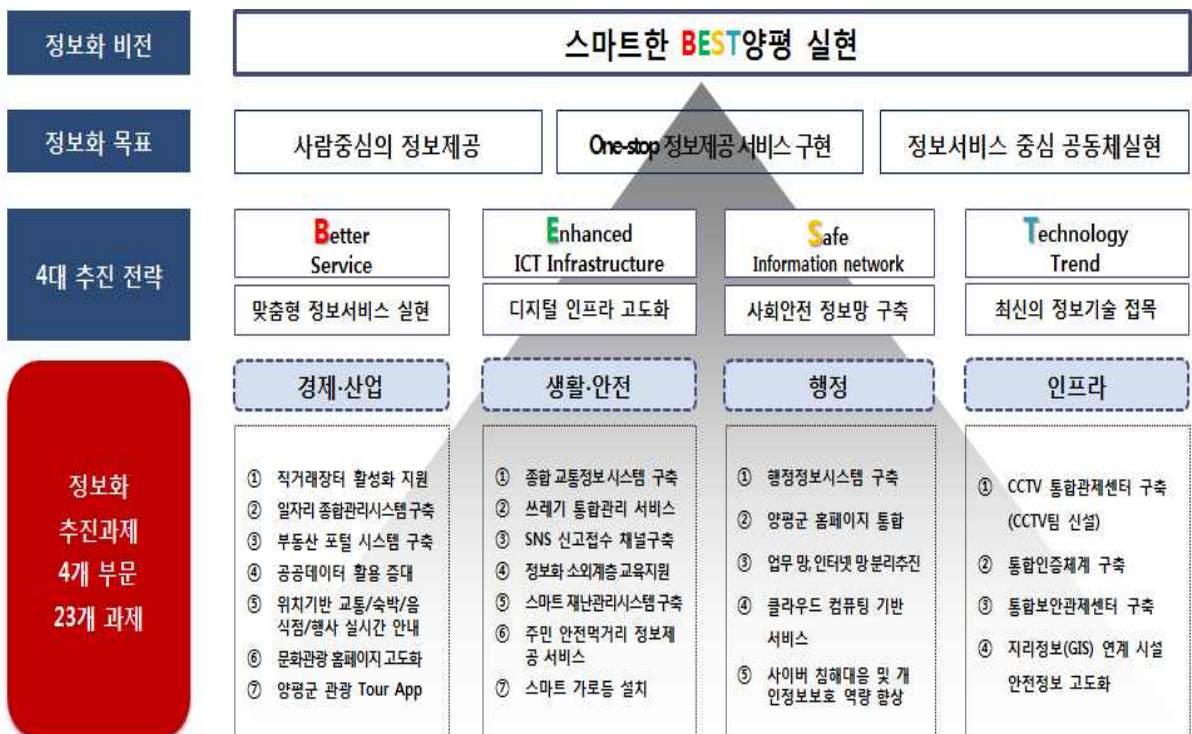 정보화 비전
스마트한 BEST양평 실현
정보화 목표
사람중심의 정보제공
One-stop 정보제공 서비스 구현
정보서비스 중심 공동체실현
4대 추진 전략
Better
Service
맞춤형 정보서비스 실현
Enhanced
ICT Infrastructure
디지털 인프라 고도화
Safe
Information network
사회안전 정보망 구축
Technology
Trend
최신의 정보기술 접목
정보화
추진과제
4개 부문
23개 과제
경제·산업
① 직거래장터 활성화 지원
② 일자리 종합관리시스템 구축
③ 부동산 포털 시스템 구축
④ 공공데이터 활용 증대
⑤ 위치기반 교통/숙박/음
식점/행사 실시간 안내
⑥ 문화관광 홈페이지 고도화
⑦ 양평군 관광 Tour App
생활·안전
① 종합 교통정보 시스템 구축
② 쓰레기 통합관리 서비스
③ SNS 신고접수 채널구축
④ 정보화 소외계층 교육지원
⑤ 스마트 재난관리시스템 구축
⑥ 주민 안전먹거리 정보제
공 서비스
⑦ 스마트 가로등 설치
행정
① 행정정보시스템 구축
② 양평군 홈페이지 통합
③ 업무 망, 인터넷 망 분리추진
④ 클라우드 컴퓨팅 기반
서비스
⑤ 사이버 침해대응 및 개
인정보보호 역량 향상
인프라
① CCTV 통합관제센터 구축
(CCTV팀 신설)
② 통합인증체계 구축
③ 통합보안관제센터 구축
④ 지리정보(GIS) 연계 시설
안전정보 고도화